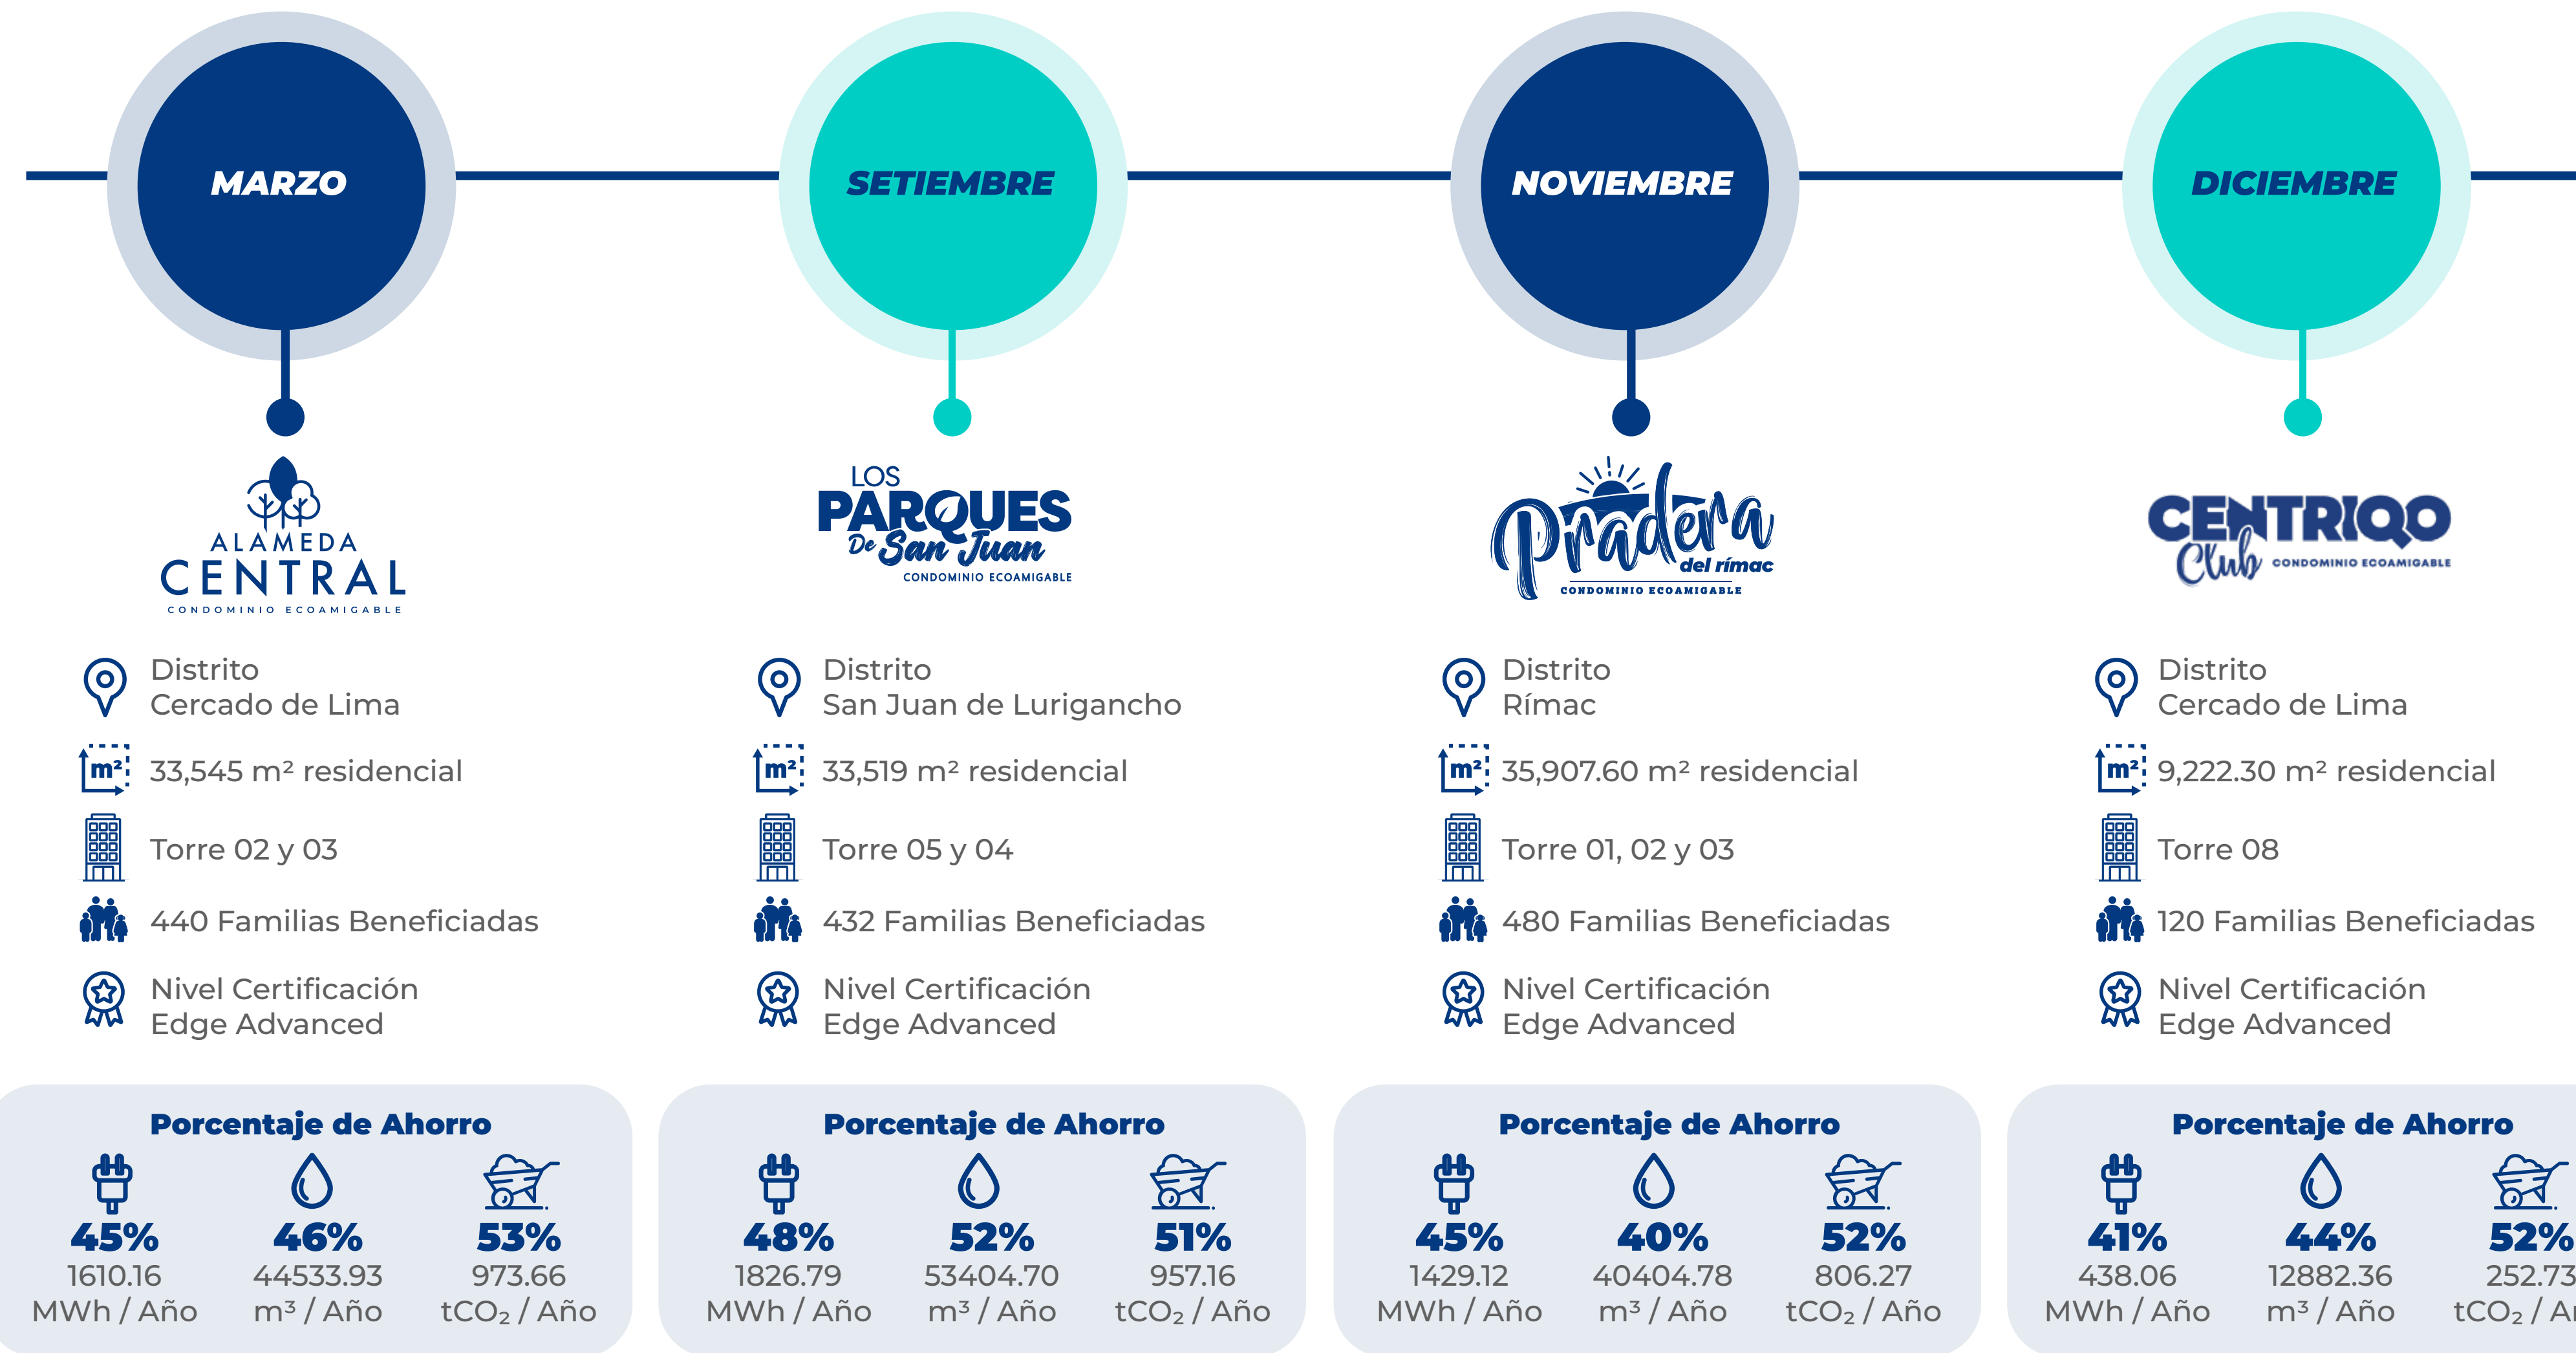 MARZO
SETIEMBRE
NOVIEMBRE
DICIEMBRE
ALAMEDA
CENTRAL
CONDOMINIO ECOAMIGABLE
Distrito
Cercado de Lima
m²
33,545 m² residencial
Torre 02 y 03
440 Familias Beneficiadas
Nivel Certificación
Edge Advanced
Porcentaje de Ahorro
45% 46% 53%
1610.16 44533.93 973.66
MWh / Año m³ / Año tCO₂ / Año
LOS
PARQUES
De San Juan
CONDOMINIO ECOAMIGABLE
Distrito
San Juan de Lurigancho
m²
33,519 m² residencial
Torre 05 y 04
432 Familias Beneficiadas
Nivel Certificación
Edge Advanced
Porcentaje de Ahorro
48% 52% 51%
1826.79 53404.70 957.16
MWh / Año m³ / Año tCO₂ / Año
Pradera
del rímac
CONDOMINIO ECOAMIGABLE
Distrito
Rímac
m²
35,907.60 m² residencial
Torre 01, 02 y 03
480 Familias Beneficiadas
Nivel Certificación
Edge Advanced
Porcentaje de Ahorro
45% 40% 52%
1429.12 40404.78 806.27
MWh / Año m³ / Año tCO₂ / Año
CENTRIQO
Club CONDOMINIO ECOAMIGABLE
Distrito
Cercado de Lima
m²
9,222.30 m² residencial
Torre 08
120 Familias Beneficiadas
Nivel Certificación
Edge Advanced
Porcentaje de Ahorro
41% 44% 52%
438.06 12882.36 252.73
MWh / Año m³ / Año tCO₂ /